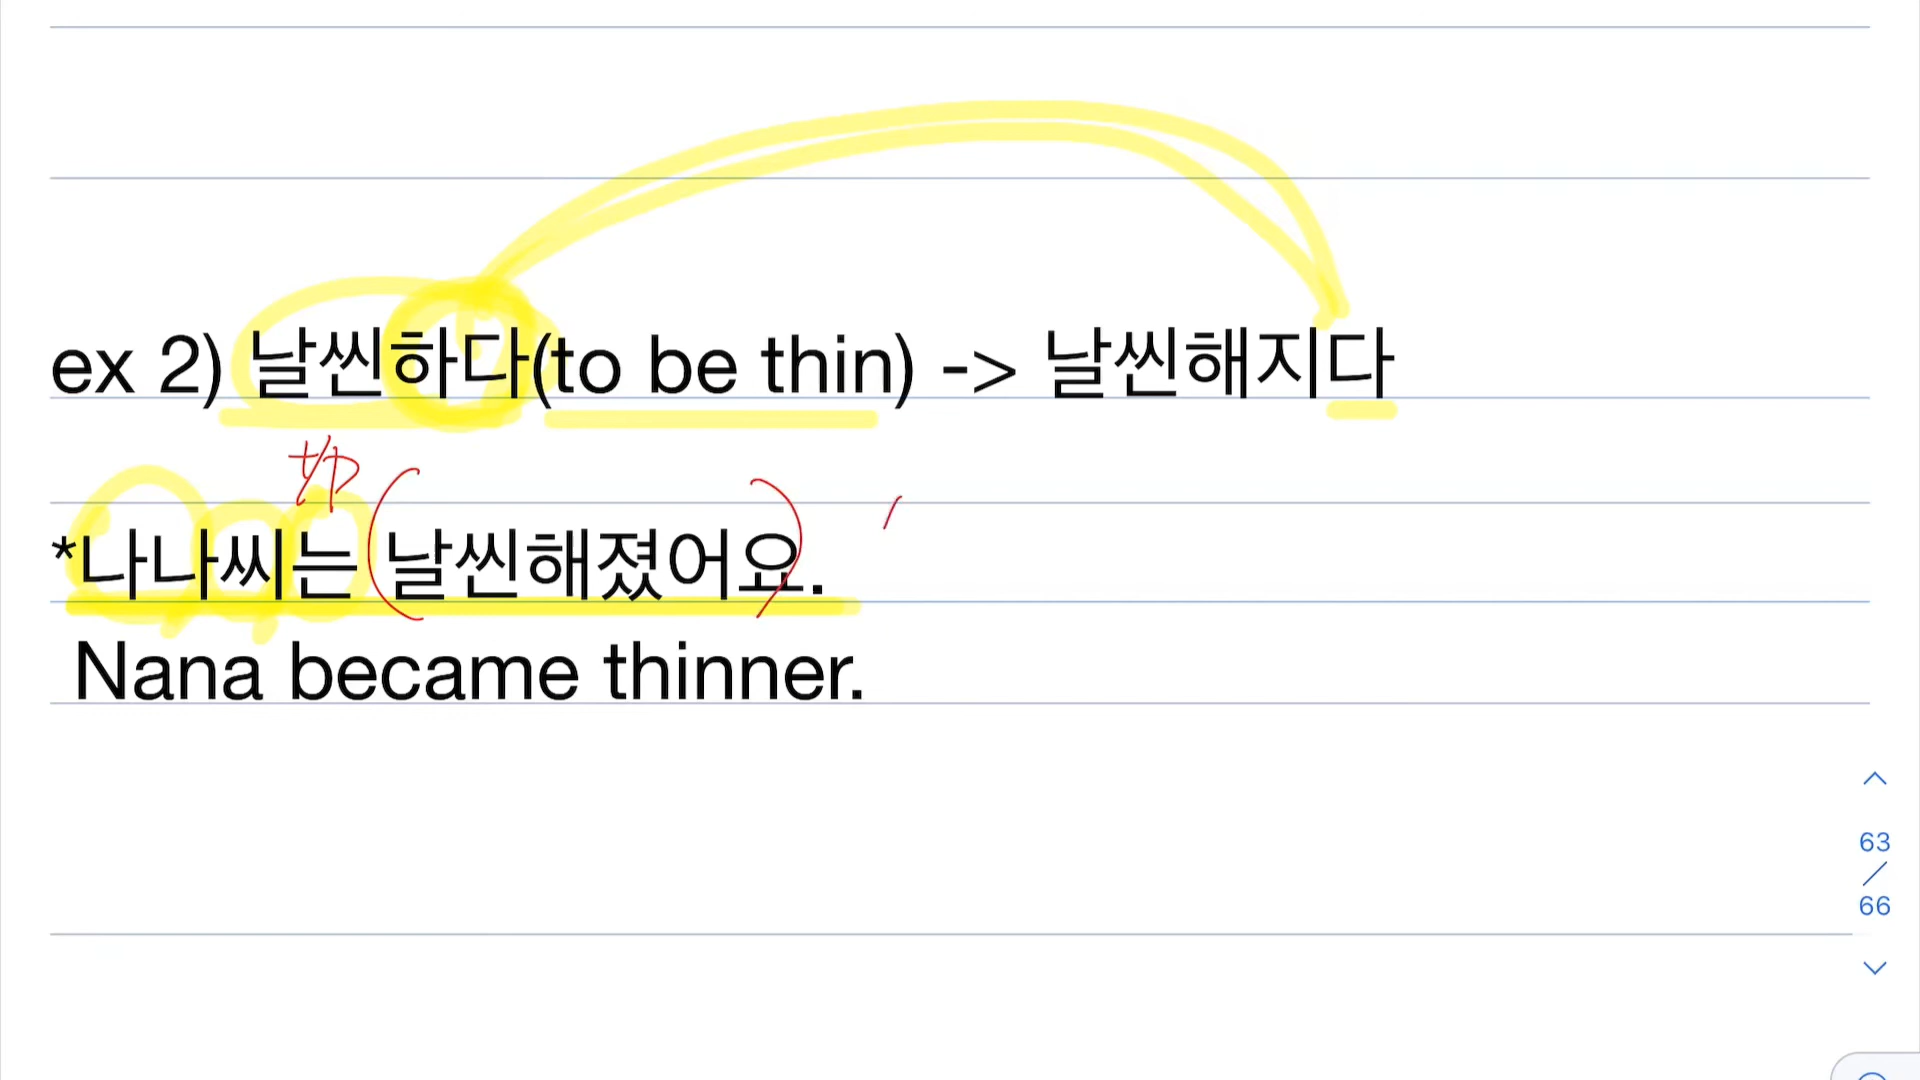 ex 2) 날씬하다(to be thin) -> 날씬해지다
*나나씨는 날씬해졌어요.
Nana became thinner.
63
/
66